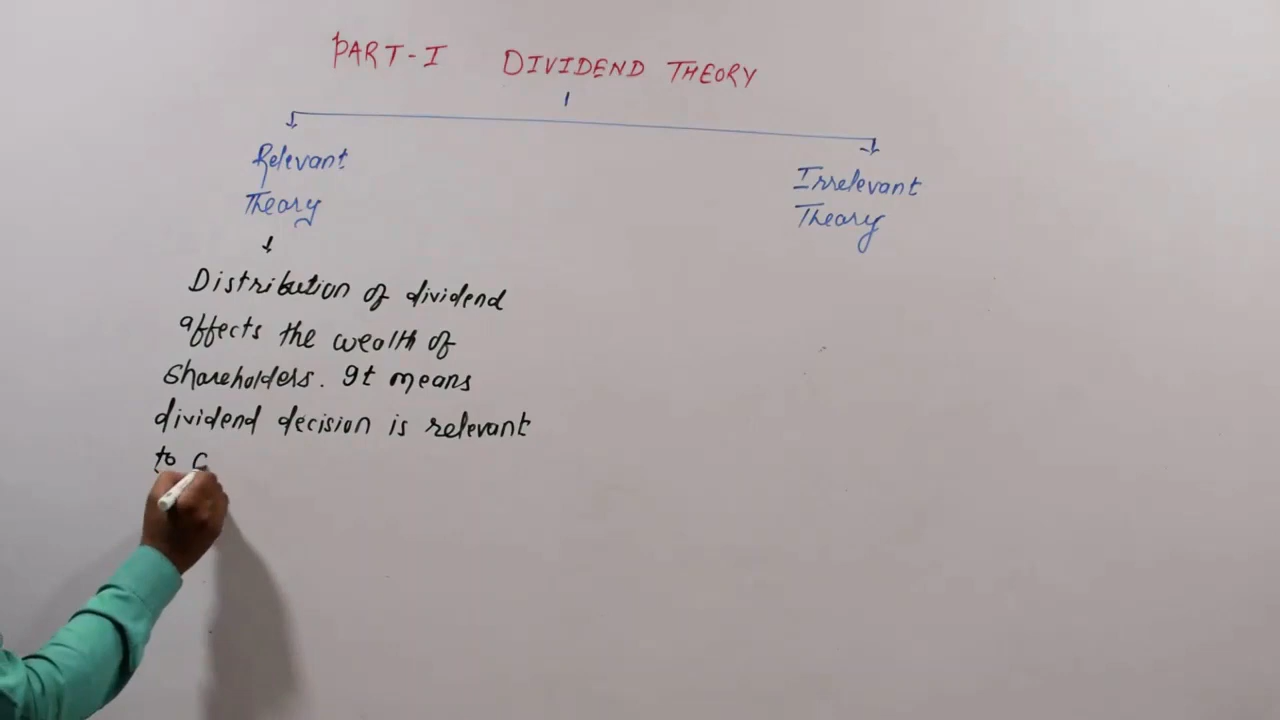 PART-I DIVIDEND THEORY
Relevant
Theory
Irrelevant
Theory
Distribution of dividend
affects the wealth of
shareholders. It means
dividend decision is relevant
to